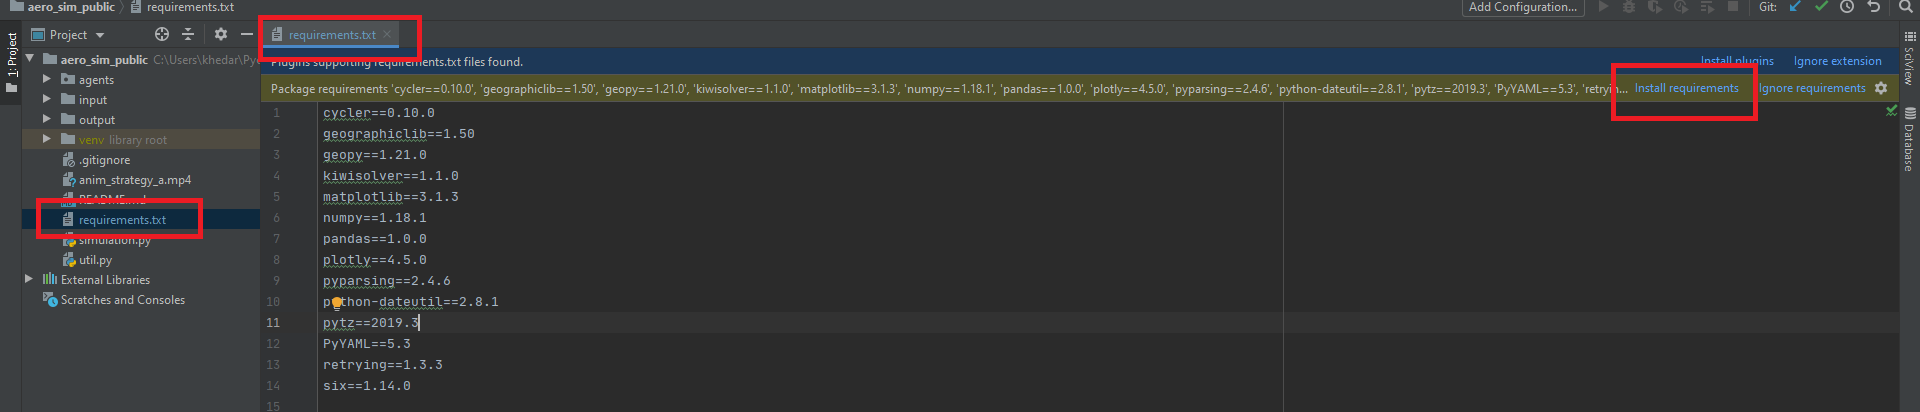 aero_sim_public
requirements.txt
Add Configuration...
Git:
1: Project
Project
requirements.txt
aero_sim_public C:\Users\khedar\Pyc
agents
input
output
venv library root
.gitignore
anim_strategy_a.mp4
README.md
requirements.txt
simulation.py
util.py
External Libraries
Scratches and Consoles
Plugins supporting requirements.txt files found.
Install plugins
Ignore extension
Package requirements 'cycler==0.10.0', 'geographiclib==1.50', 'geopy==1.21.0', 'kiwisolver==1.1.0', 'matplotlib==3.1.3', 'numpy==1.18.1', 'pandas==1.0.0', 'plotly==4.5.0', 'pyparsing==2.4.6', 'python-dateutil==2.8.1', 'pytz==2019.3', 'PyYAML==5.3', 'retryin...
Install requirements
Ignore requirements
1 cycler==0.10.0
2 geographiclib==1.50
3 geopy==1.21.0
4 kiwisolver==1.1.0
5 matplotlib==3.1.3
6 numpy==1.18.1
7 pandas==1.0.0
8 plotly==4.5.0
9 pyparsing==2.4.6
10 python-dateutil==2.8.1
11 pytz==2019.3
12 PyYAML==5.3
13 retrying==1.3.3
14 six==1.14.0
15
SciView
Database